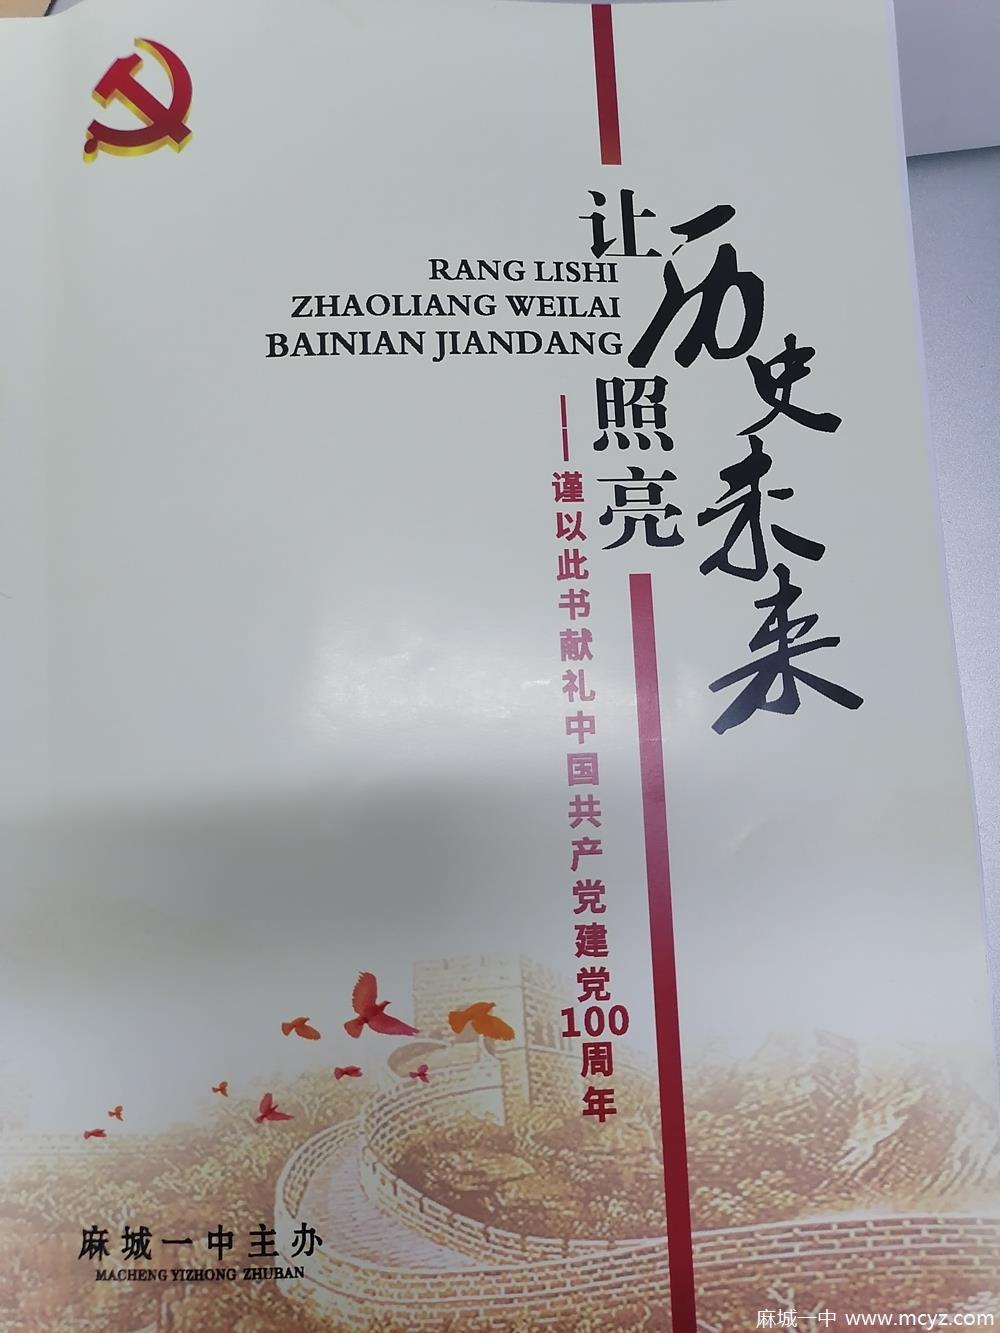 让历史
照亮未来
RANG LISHI
ZHAOLIANG WEILAI
BAINIAN JIANDANG
——谨以此书献礼中国共产党建党100周年
麻城一中主办
MACHENG YIZHONG ZHUBAN
麻城一中 www.mcyz.com